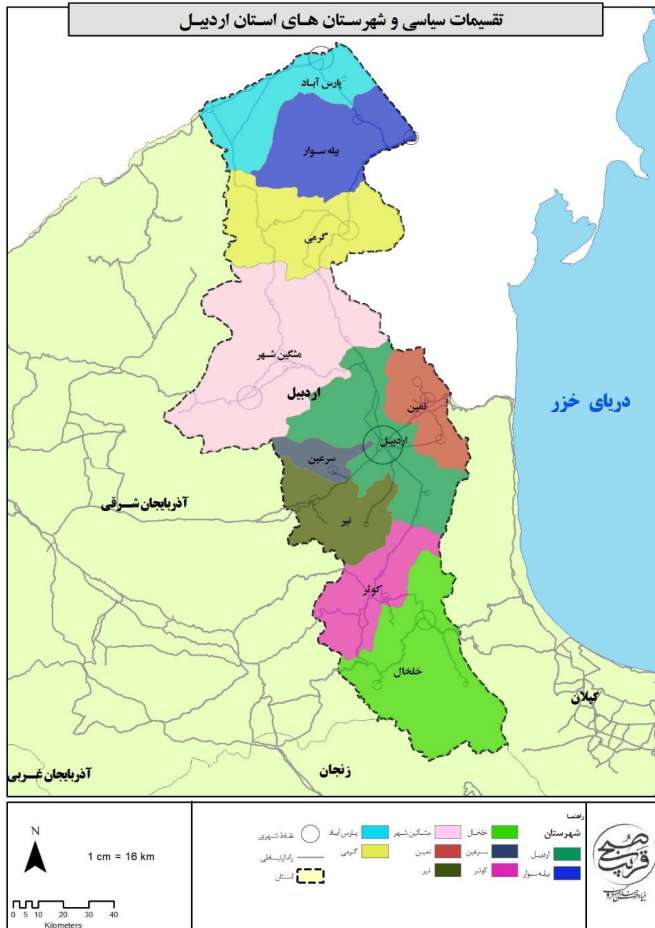 تقسیمات سیاسی و شهرستان های استان اردبیل
پارس آباد
بیله سوار
گرمی
مشگین شهر
اردبیل
نمین
اردبیل
سرعین
نیر
کوثر
خلخال
دریای خزر
آذربایجان شرقی
گیلان
زنجان
آذربایجان غربی
راهنما
شهرستان
اردبیل
بیله سوار
خلخال
سرعین
کوثر
مشگین شهر
نمین
نیر
پارس آباد
گرمی
نقاط شهری
راه ارتباطی
استان
N
1 cm = 16 km
0 5 10 20 30 40
Kilometers